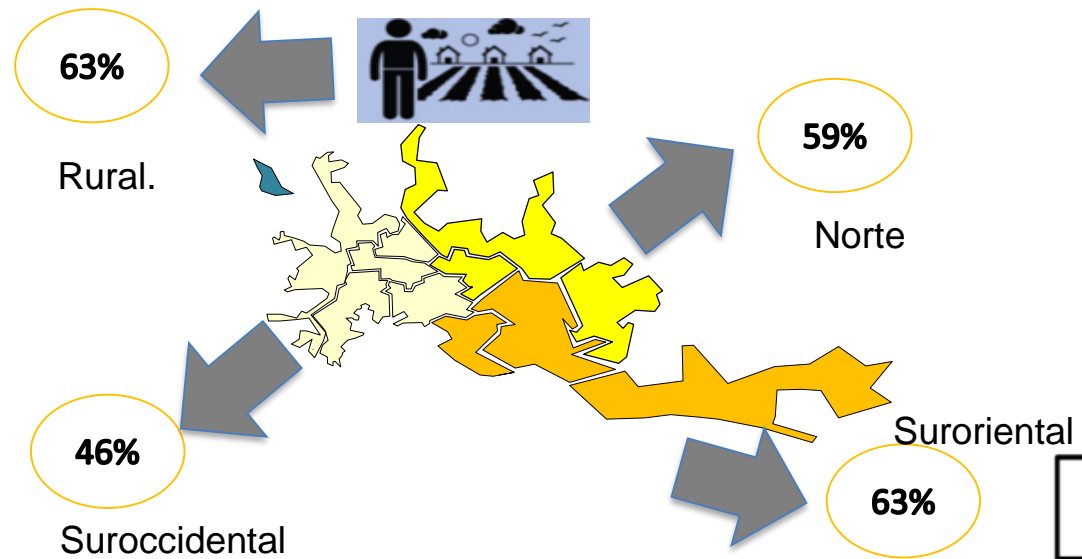 63%
Rural.
59%
Norte
46%
Suroccidental
Suroriental
63%